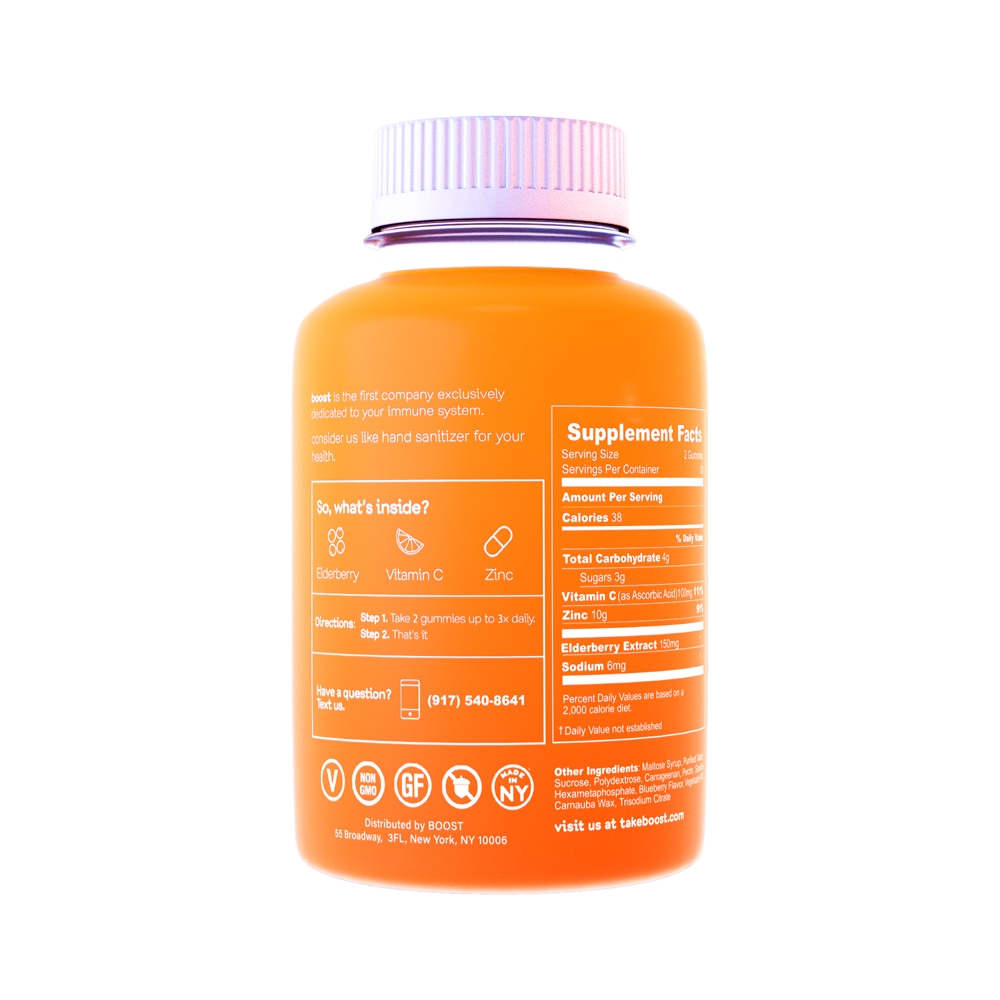 boost is the first company exclusively
dedicated to your immune system.
consider us like hand sanitizer for your
health.
So, what's inside?
Elderberry Vitamin C Zinc
Directions: Step 1. Take 2 gummies up to 3x daily.
Step 2. That's it
Have a question?
Text us.
(917) 540-8641
V NON GMO GF MADE IN NY
Distributed by BOOST
55 Broadway, 3FL, New York, NY 10006
Supplement Facts
Serving Size 2 Gummies
Servings Per Container
Amount Per Serving
Calories 38
% Daily Value
Total Carbohydrate 4g
Sugars 3g
Vitamin C (as Ascorbic Acid) 100mg 111%
Zinc 10g 9%
Elderberry Extract 150mg
Sodium 6mg
Percent Daily Values are based on a
2,000 calorie diet.
† Daily Value not established
Other Ingredients: Maltose Syrup, Purified
Sucrose, Polydextrose, Carrageenan, Pectin,
Hexametaphosphate, Blueberry Flavor, Vegetable
Carnauba Wax, Trisodium Citrate
visit us at takeboost.com